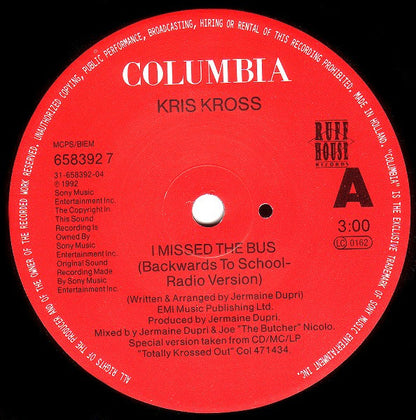 UNAUTHORIZED COPYING, PUBLIC PERFORMANCE, BROADCASTING, HIRING OR RENTAL OF THIS RECORDING PROHIBITED. MADE IN HOLLAND. "COLUMBIA" IS THE EXCLUSIVE TRADEMARK OF SONY MUSIC ENTERTAINMENT INC.
COLUMBIA
KRIS KROSS
MCPS/BIEM
658392 7
31-658392-04
℗ 1992
Sony Music
Entertainment Inc.
The Copyright In
This Sound
Recording Is
Owned By
Sony Music
Entertainment Inc.
Original Sound
Recording Made
By Sony Music Ent.
RUFF
HOUSE
RECORDS
A
3:00
LC 0162
I MISSED THE BUS
(Backwards To School-
Radio Version)
(Written & Arranged by Jermaine Dupri)
EMI Music Publishing Ltd.
Produced by Jermaine Dupri.
Mixed by Jermaine Dupri & Joe "The Butcher" Nicolo.
Special version taken from CD/MC/LP
"Totally Krossed Out" Col 471434.
ALL RIGHTS OF THE PRODUCER AND OF THE OWNER OF THE RECORDED WORK RESERVED.